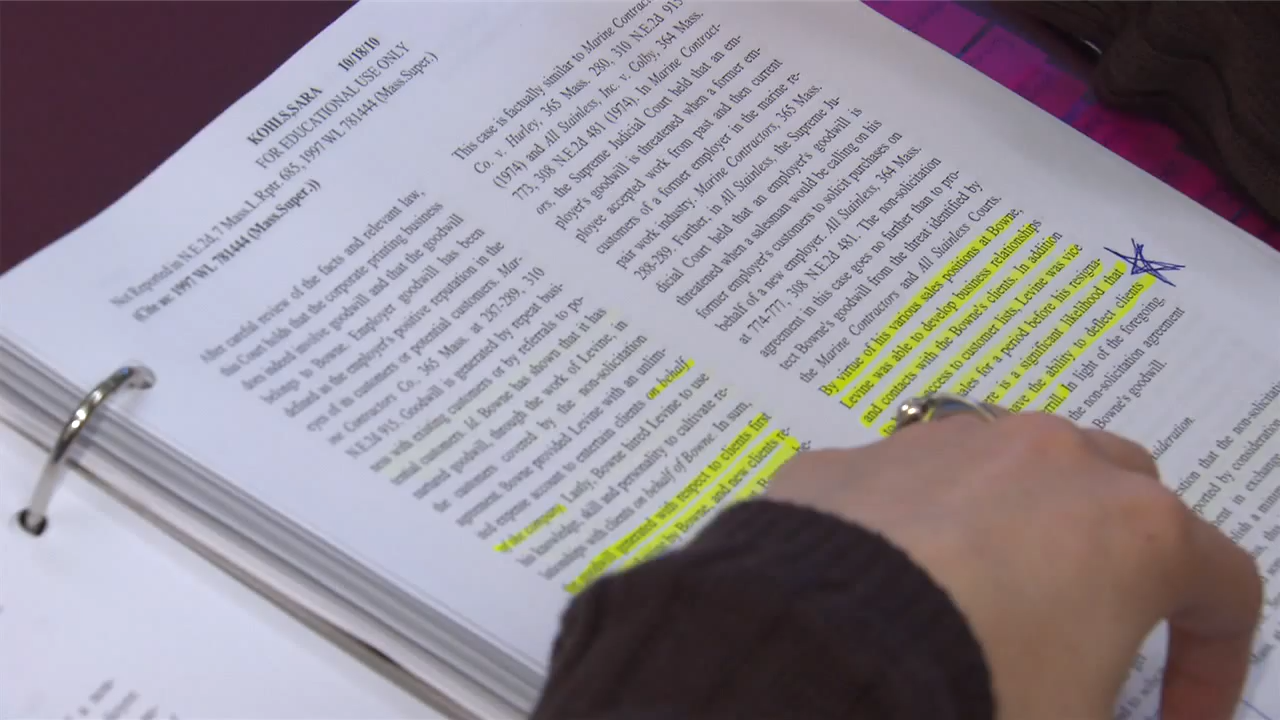 KOHLS,SARA 10/18/10
FOR EDUCATIONAL USE ONLY
Not Reported in N.E.2d, 7 Mass.L.Rptr. 685, 1997 WL 781444 (Mass.Super.)
(Cite as: 1997 WL 781444 (Mass.Super.))
After careful review of the facts and relevant law,
this Court holds that the corporate printing business
does indeed involve goodwill and that the goodwill
belongs to Bowne. Employer goodwill has been
defined as the employer's positive reputation in the
eyes of its customers or potential customers. Mar-
ine Contractors Co., 365 Mass. at 287-289, 310
N.E.2d 915. Goodwill is generated by repeat busi-
ness with existing customers or by referrals to po-
tential customers. Id. Bowne has shown that it has
goodwill through the work of Levine, in
the customers covered by the non-solicitation
agreement. Bowne provided Levine with an unlim-
ited expense account to entertain clients on behalf
of the company. Lastly, Bowne hired Levine to use
his knowledge, skill and personality to cultivate re-
lationships with clients on behalf of Bowne. In sum,
the goodwill generated with respect to clients first
by Bowne, and new clients re-
This case is factually similar to Marine Contractors
Co. v. Hurley, 365 Mass. 280, 310 N.E.2d 915
(1974) and All Stainless, Inc. v. Colby, 364 Mass.
773, 308 N.E.2d 481 (1974). In Marine Contract-
ors, the Supreme Judicial Court held that an em-
ployer's goodwill is threatened when a former em-
ployee accepted work from past and then current
customers of a former employer in the marine re-
pair work industry. Marine Contractors, 365 Mass.
288-289. Further, in All Stainless, the Supreme Ju-
dicial Court held that an employer's goodwill is
threatened when a salesman would be calling on his
former employer's customers to solicit purchases on
behalf of a new employer. All Stainless, 364 Mass.
at 774-777, 308 N.E.2d 481. The non-solicitation
agreement in this case goes no further than to pro-
tect Bowne's goodwill from the threat identified by
the Marine Contractors and All Stainless Courts.
By virtue of his various sales positions at Bowne,
Levine was able to develop business relationships
and contacts with the Bowne's clients. In addition
access to customer lists, Levine was vice
sales for a period before his resigna-
is a significant likelihood that
have the ability to deflect clients
In light of the foregoing,
the non-solicitation agreement
Bowne's goodwill.
that the non-solicitation
by consideration
in exchange